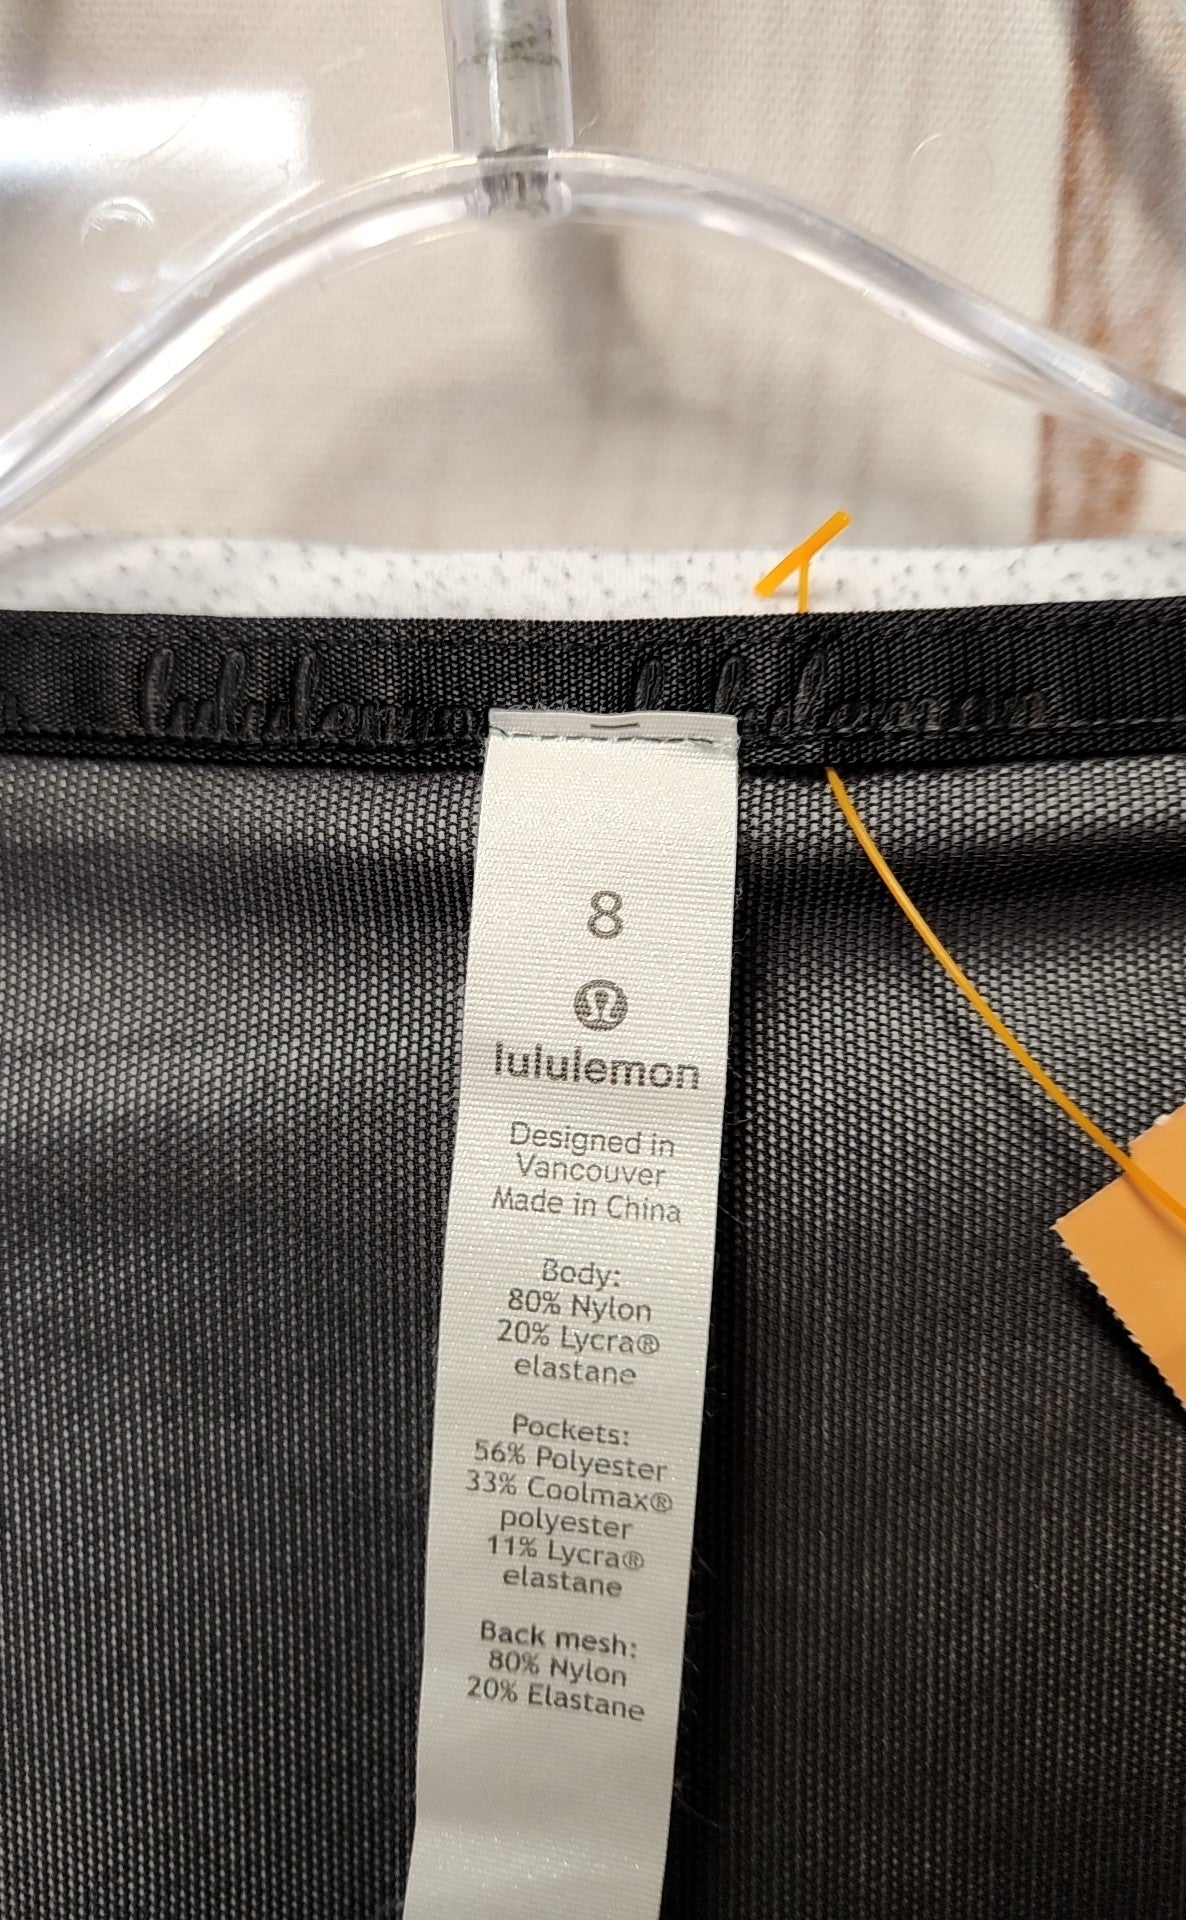 lululemon lululemon
8
lululemon
Designed in
Vancouver
Made in China
Body:
80% Nylon
20% Lycra®
elastane
Pockets:
56% Polyester
33% Coolmax®
polyester
11% Lycra®
elastane
Back mesh:
80% Nylon
20% Elastane